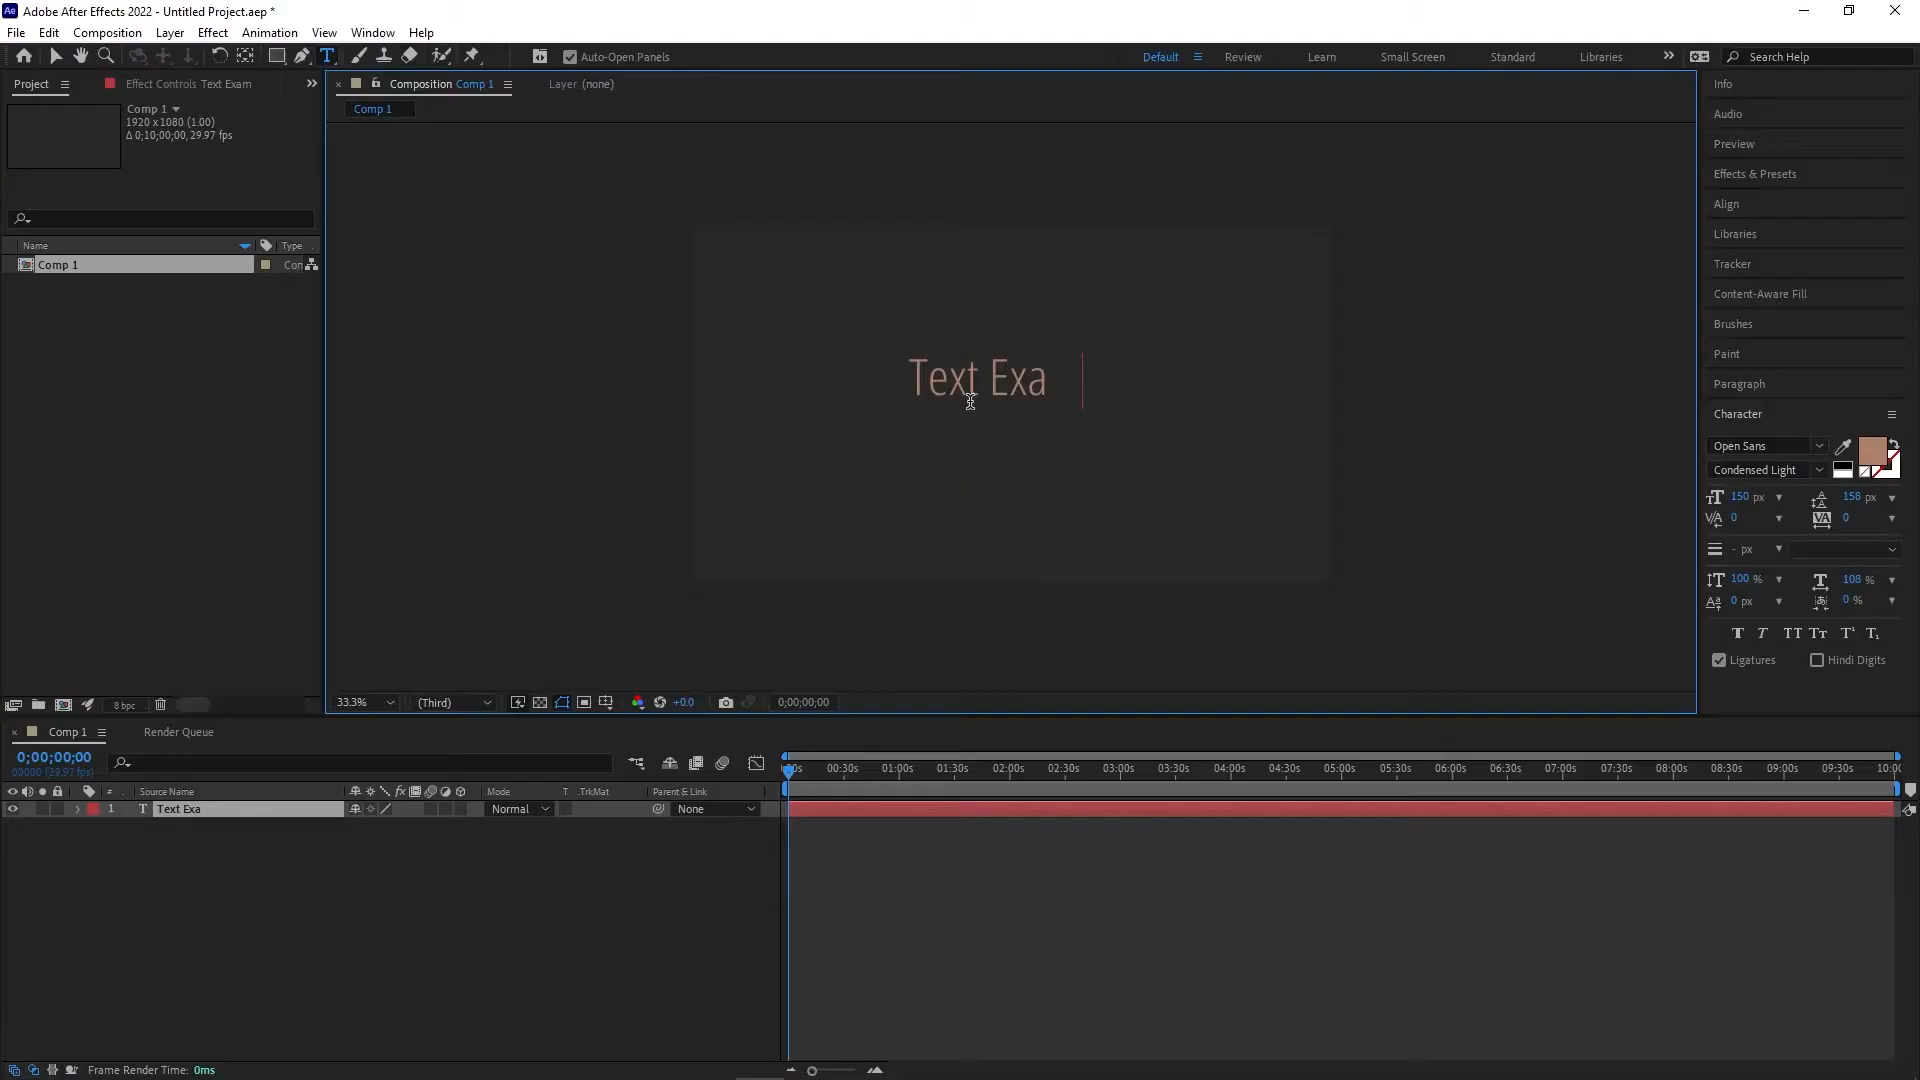 Adobe After Effects 2022 - Untitled Project.aep *
File Edit Composition Layer Effect Animation View Window Help
Auto-Open Panels Default Review Learn Small Screen Standard Libraries Search Help
Project Effect Controls Text Exam
Comp 1
1920 x 1080 (1.00)
Δ 0;10;00;00, 29.97 fps
Name Type
Comp 1 Con
8 bpc
Composition Comp 1 Layer (none)
Comp 1
Text Exa
33.3% (Third) +0.0 0;00;00;00
Info
Audio
Preview
Effects & Presets
Align
Libraries
Tracker
Content-Aware Fill
Brushes
Paint
Paragraph
Character
Open Sans
Condensed Light
150 px 158 px
0 0
- px
100 % 108 %
0 px 0 %
Ligatures Hindi Digits
Comp 1 Render Queue
0;00;00;00
00000 (29.97 fps)
00s 00:30s 01:00s 01:30s 02:00s 02:30s 03:00s 03:30s 04:00s 04:30s 05:00s 05:30s 06:00s 06:30s 07:00s 07:30s 08:00s 08:30s 09:00s 09:30s 10:00
# Source Name Mode T .TrkMat Parent & Link
1 T Text Exa Normal None
Frame Render Time: 0ms